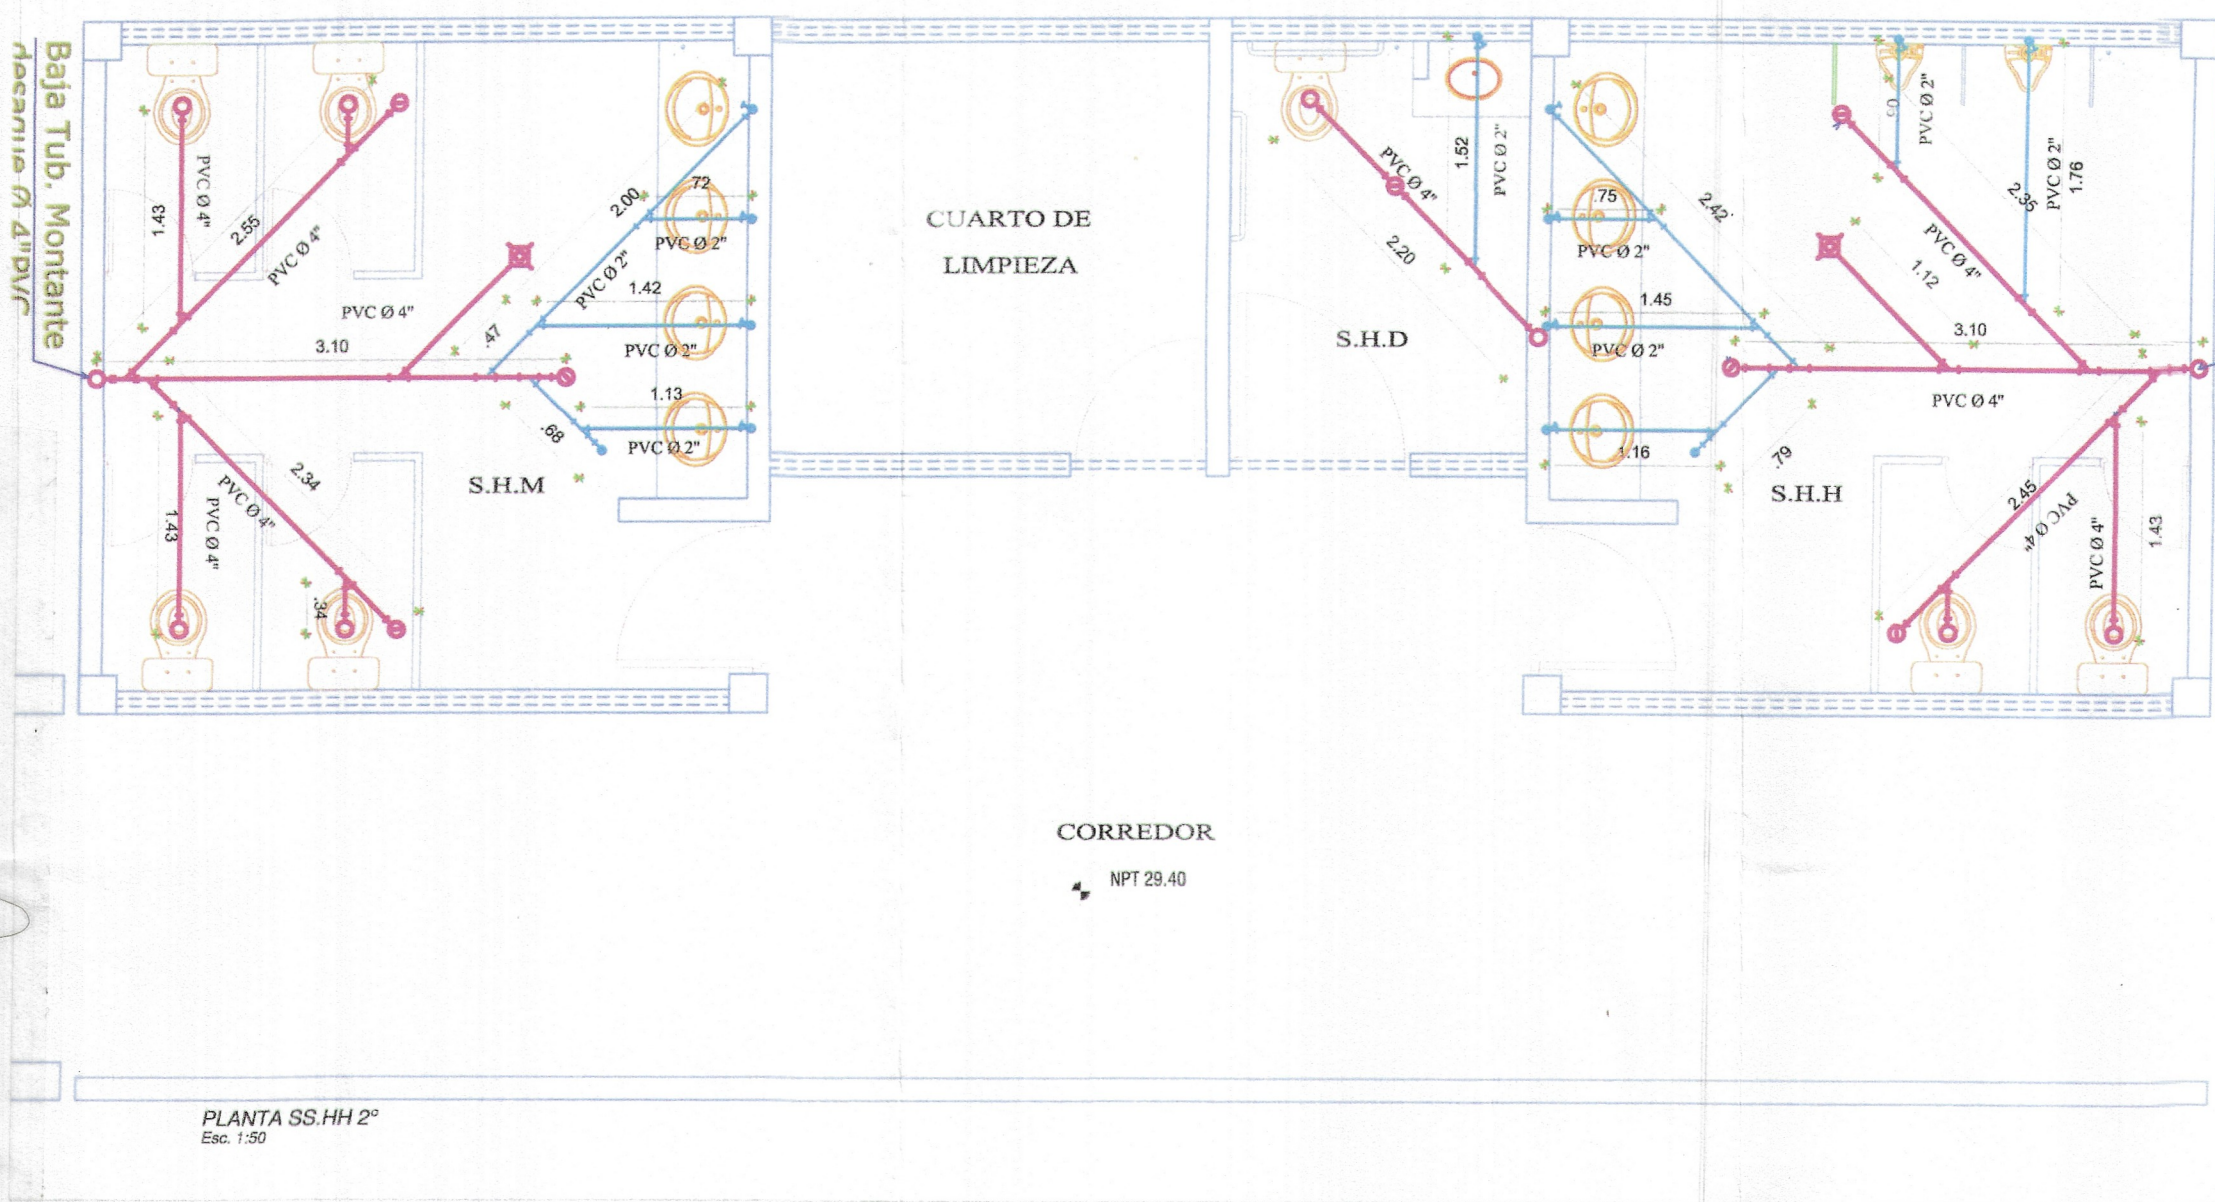 Baja Tub. Montante
desague Ø 4"PVC
1.43
PVC Ø 4"
2.55
PVC Ø 4"
PVC Ø 4"
3.10
.47
2.00
PVC Ø 2"
.72
PVC Ø 2"
1.42
PVC Ø 2"
1.13
PVC Ø 2"
.68
S.H.M
2.34
PVC Ø 4"
1.43
PVC Ø 4"
.34
CUARTO DE
LIMPIEZA
PVC Ø 4"
2.20
1.52
PVC Ø 2"
S.H.D
.75
PVC Ø 2"
1.45
PVC Ø 2"
1.16
2.42
.79
S.H.H
.90
PVC Ø 2"
2.35
PVC Ø 2"
1.76
PVC Ø 4"
1.12
3.10
PVC Ø 4"
2.45
PVC Ø 4"
PVC Ø 4"
1.43
CORREDOR
NPT 29.40
PLANTA SS.HH 2°
Esc. 1:50